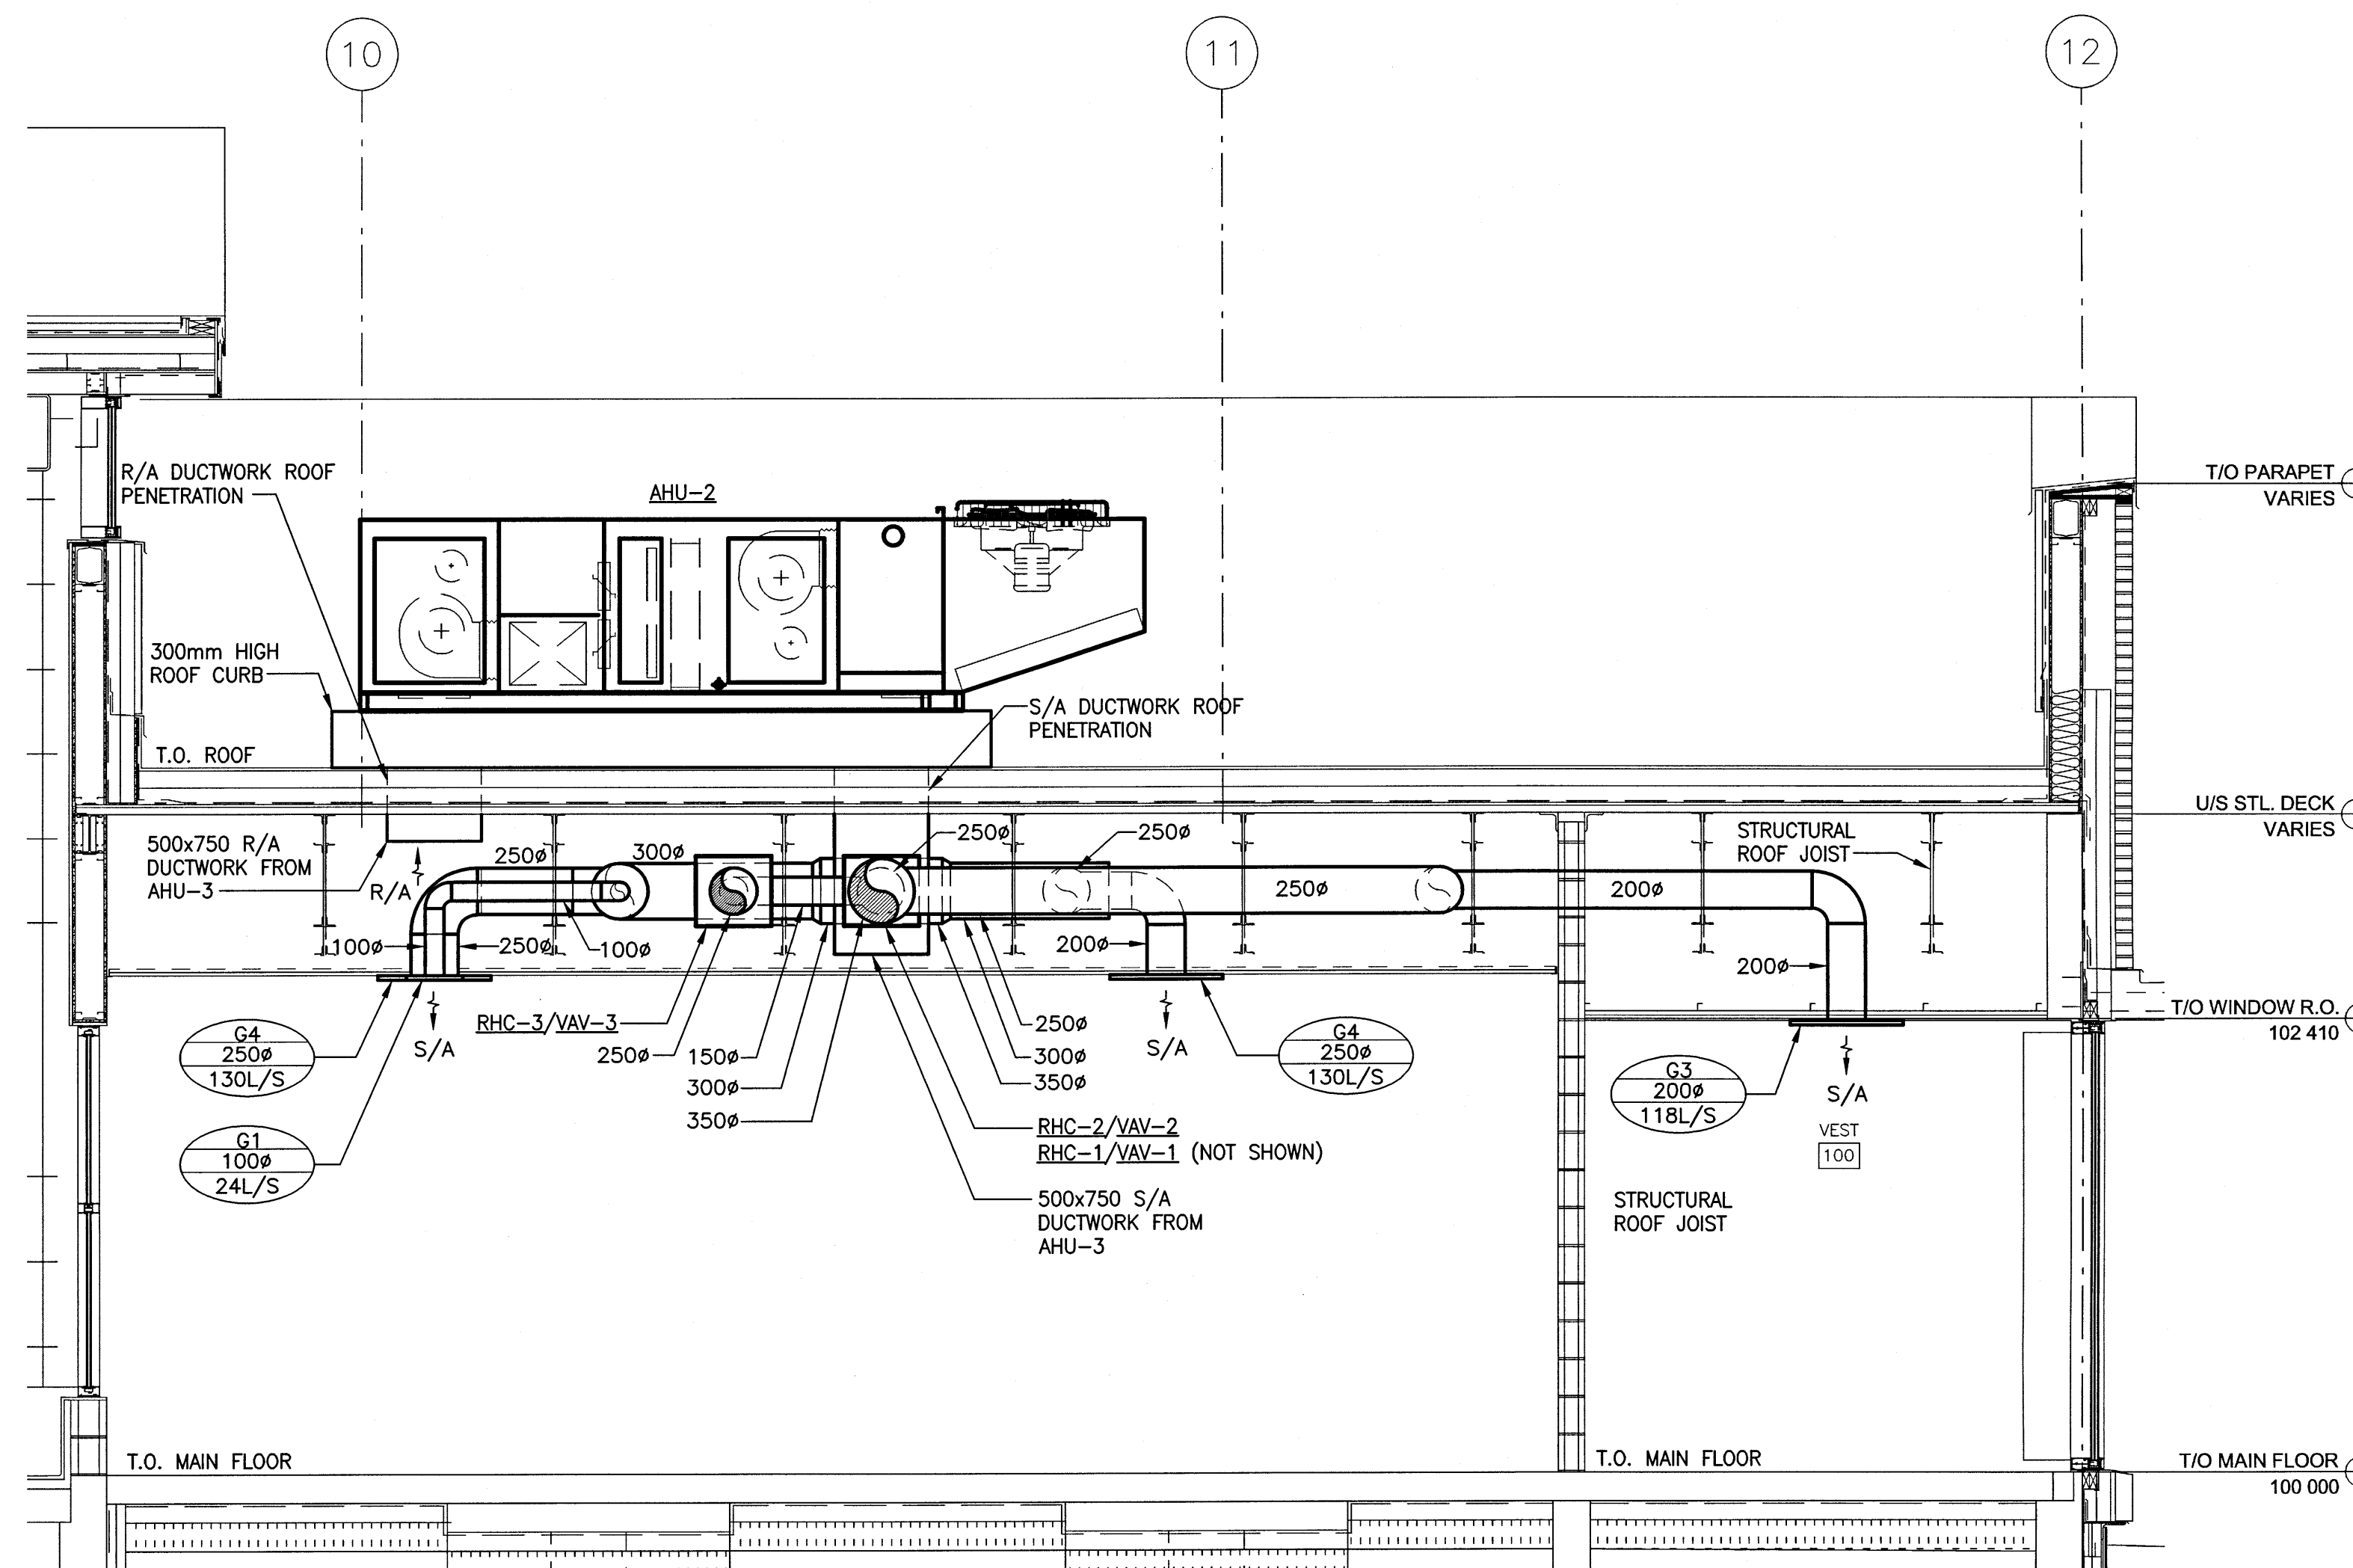 10
11
12
R/A DUCTWORK ROOF
PENETRATION
AHU-2
T/O PARAPET
VARIES
300mm HIGH
ROOF CURB
S/A DUCTWORK ROOF
PENETRATION
T.O. ROOF
U/S STL. DECK
VARIES
500x750 R/A
DUCTWORK FROM
AHU-3
R/A
250ø
300ø
250ø
250ø
STRUCTURAL
ROOF JOIST
250ø
200ø
100ø
250ø
100ø
200ø
200ø
T/O WINDOW R.O.
102 410
G4
250ø
130L/S
S/A
RHC-3/VAV-3
250ø
150ø
300ø
350ø
250ø
300ø
350ø
S/A
G4
250ø
130L/S
G3
200ø
118L/S
S/A
VEST
100
G1
100ø
24L/S
RHC-2/VAV-2
RHC-1/VAV-1 (NOT SHOWN)
500x750 S/A
DUCTWORK FROM
AHU-3
STRUCTURAL
ROOF JOIST
T.O. MAIN FLOOR
T.O. MAIN FLOOR
T/O MAIN FLOOR
100 000